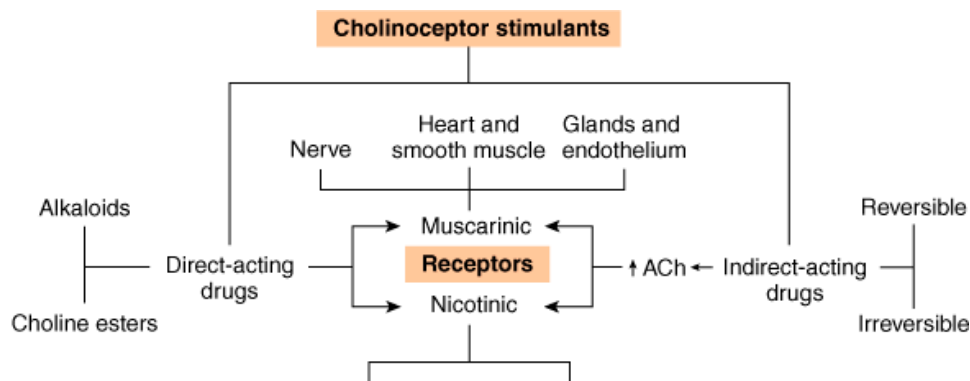 Cholinoceptor stimulants
Nerve
Heart and
smooth muscle
Glands and
endothelium
Alkaloids
Reversible
Muscarinic
Direct-acting
drugs
Receptors
↑ ACh
Indirect-acting
drugs
Nicotinic
Choline esters
Irreversible